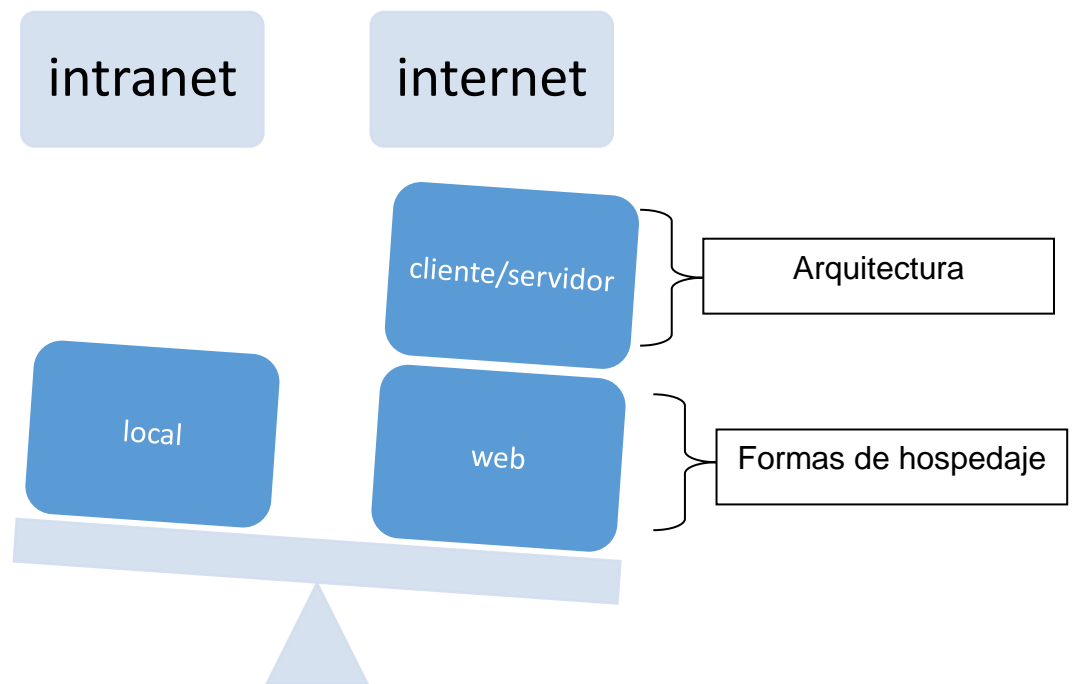 intranet
internet
cliente/servidor
Arquitectura
local
web
Formas de hospedaje